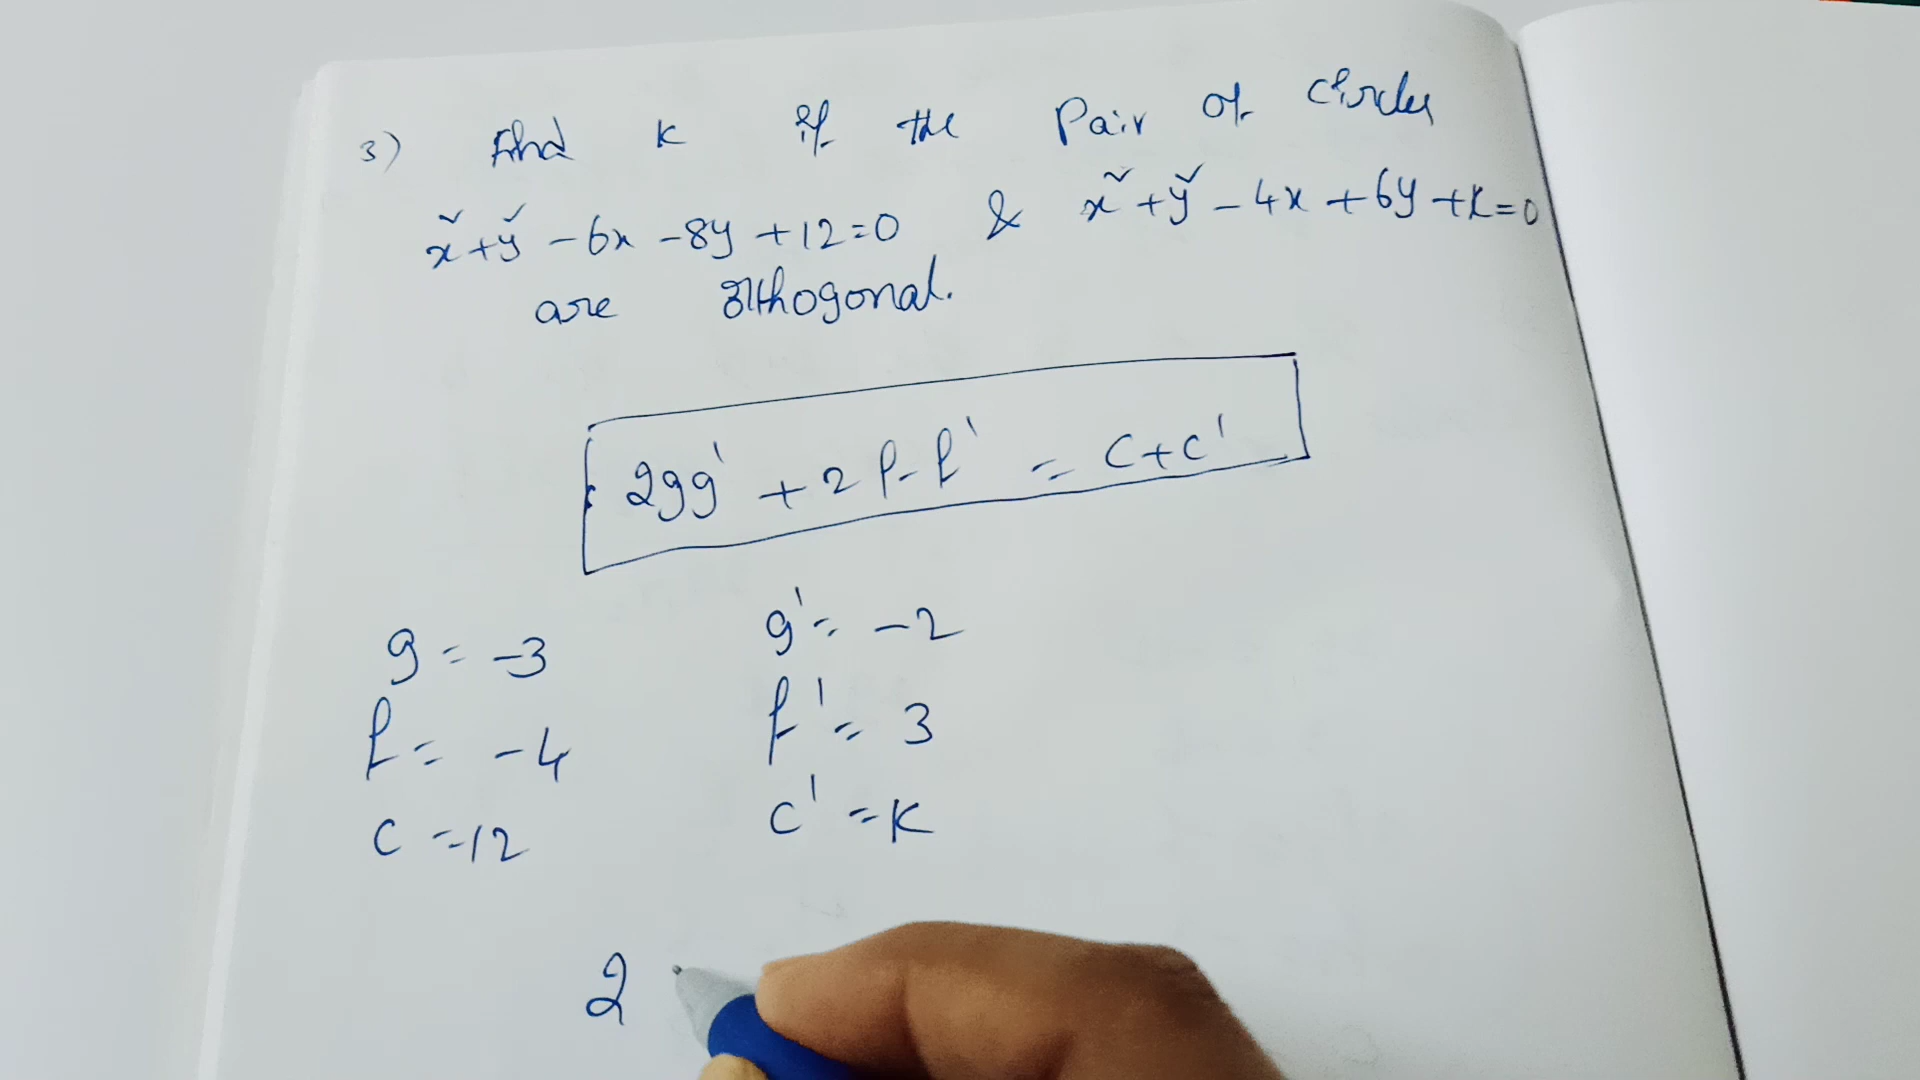 3) Find k if the Pair of circles
x² + y² - 6x - 8y + 12 = 0 & x² + y² - 4x + 6y + k = 0
are orthogonal.
2gg' + 2ff' = c + c'
g = -3 g' = -2
f = -4 f' = 3
c = 12 c' = k
2